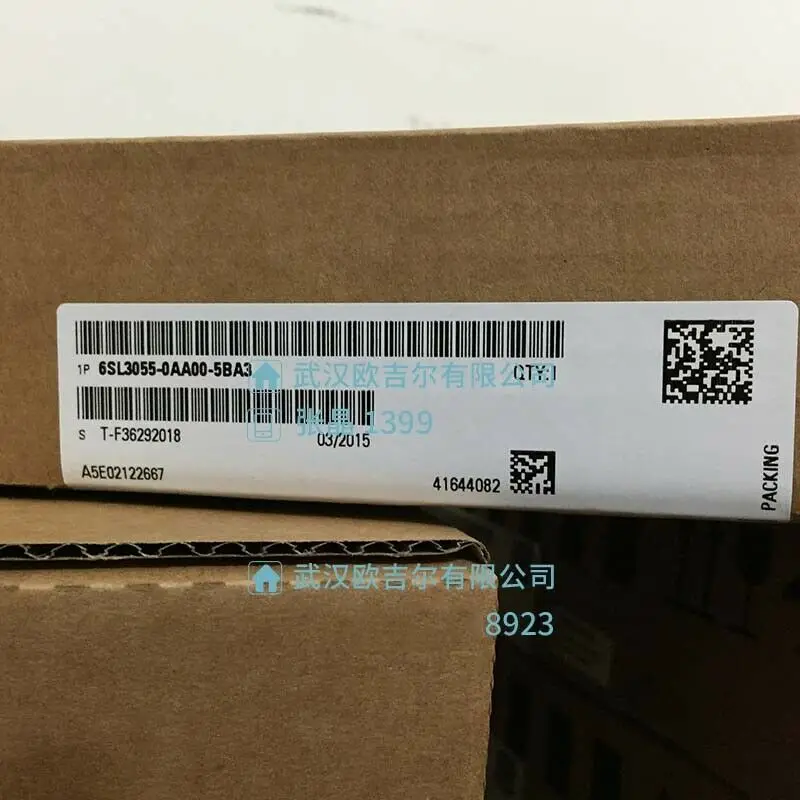 1P 6SL3055-0AA00-5BA3
QTY:1
武汉欧吉尔有限公司
张晶 1399
S T-F36292018
03/2015
A5E02122667
41644082
PACKING
武汉欧吉尔有限公司
8923